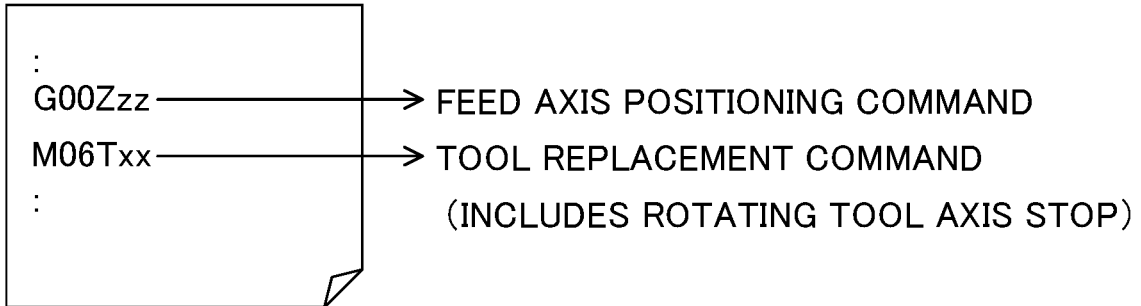 :
G00Zzz → FEED AXIS POSITIONING COMMAND
M06Txx → TOOL REPLACEMENT COMMAND
: (INCLUDES ROTATING TOOL AXIS STOP)